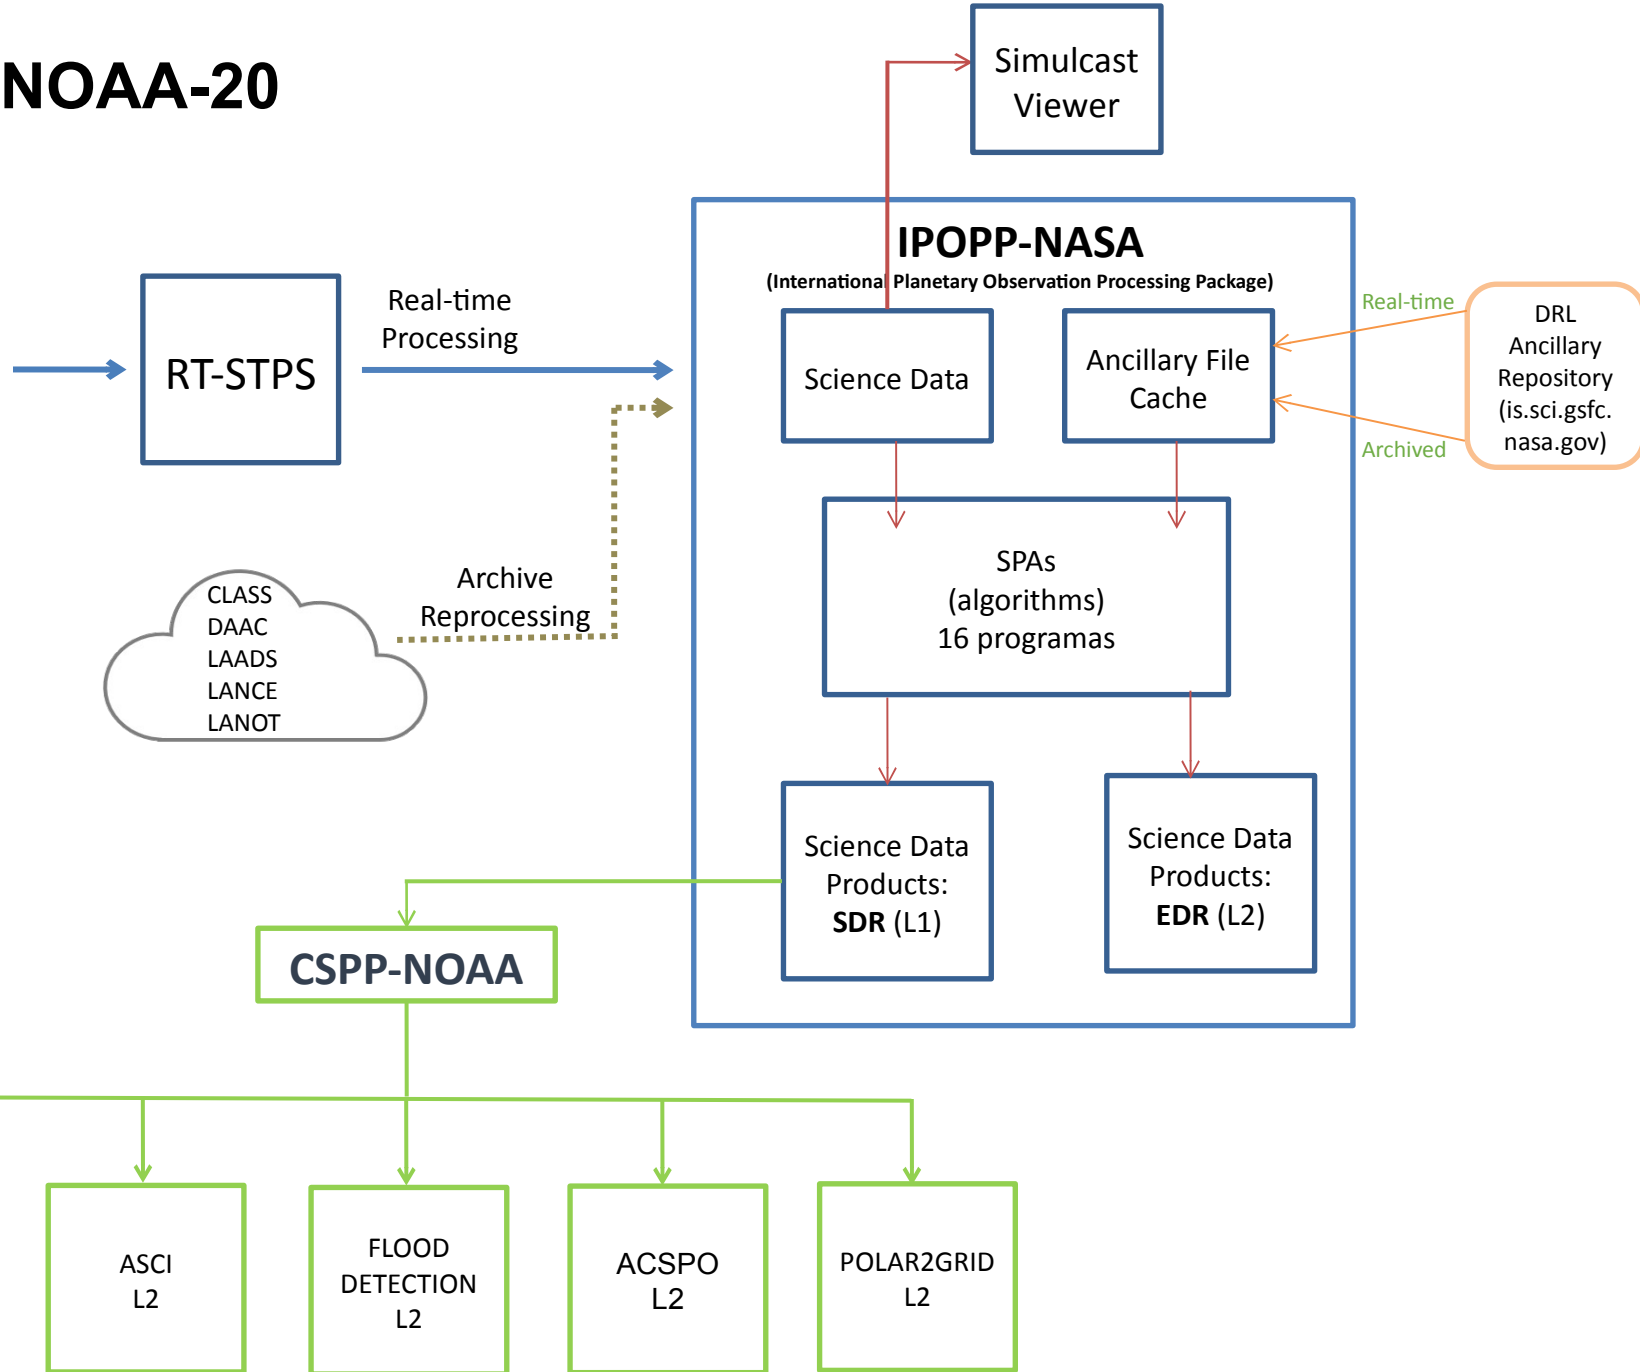 NOAA-20
Simulcast
Viewer
IPOPP-NASA
(International Planetary Observation Processing Package)
Real-time
Processing
RT-STPS
Science Data
Ancillary File
Cache
Real-time
Archived
DRL
Ancillary
Repository
(is.sci.gsfc.
nasa.gov)
CLASS
DAAC
LAADS
LANCE
LANOT
Archive
Reprocessing
SPAs
(algorithms)
16 programas
Science Data
Products:
SDR (L1)
Science Data
Products:
EDR (L2)
CSPP-NOAA
ASCI
L2
FLOOD
DETECTION
L2
ACSPO
L2
POLAR2GRID
L2